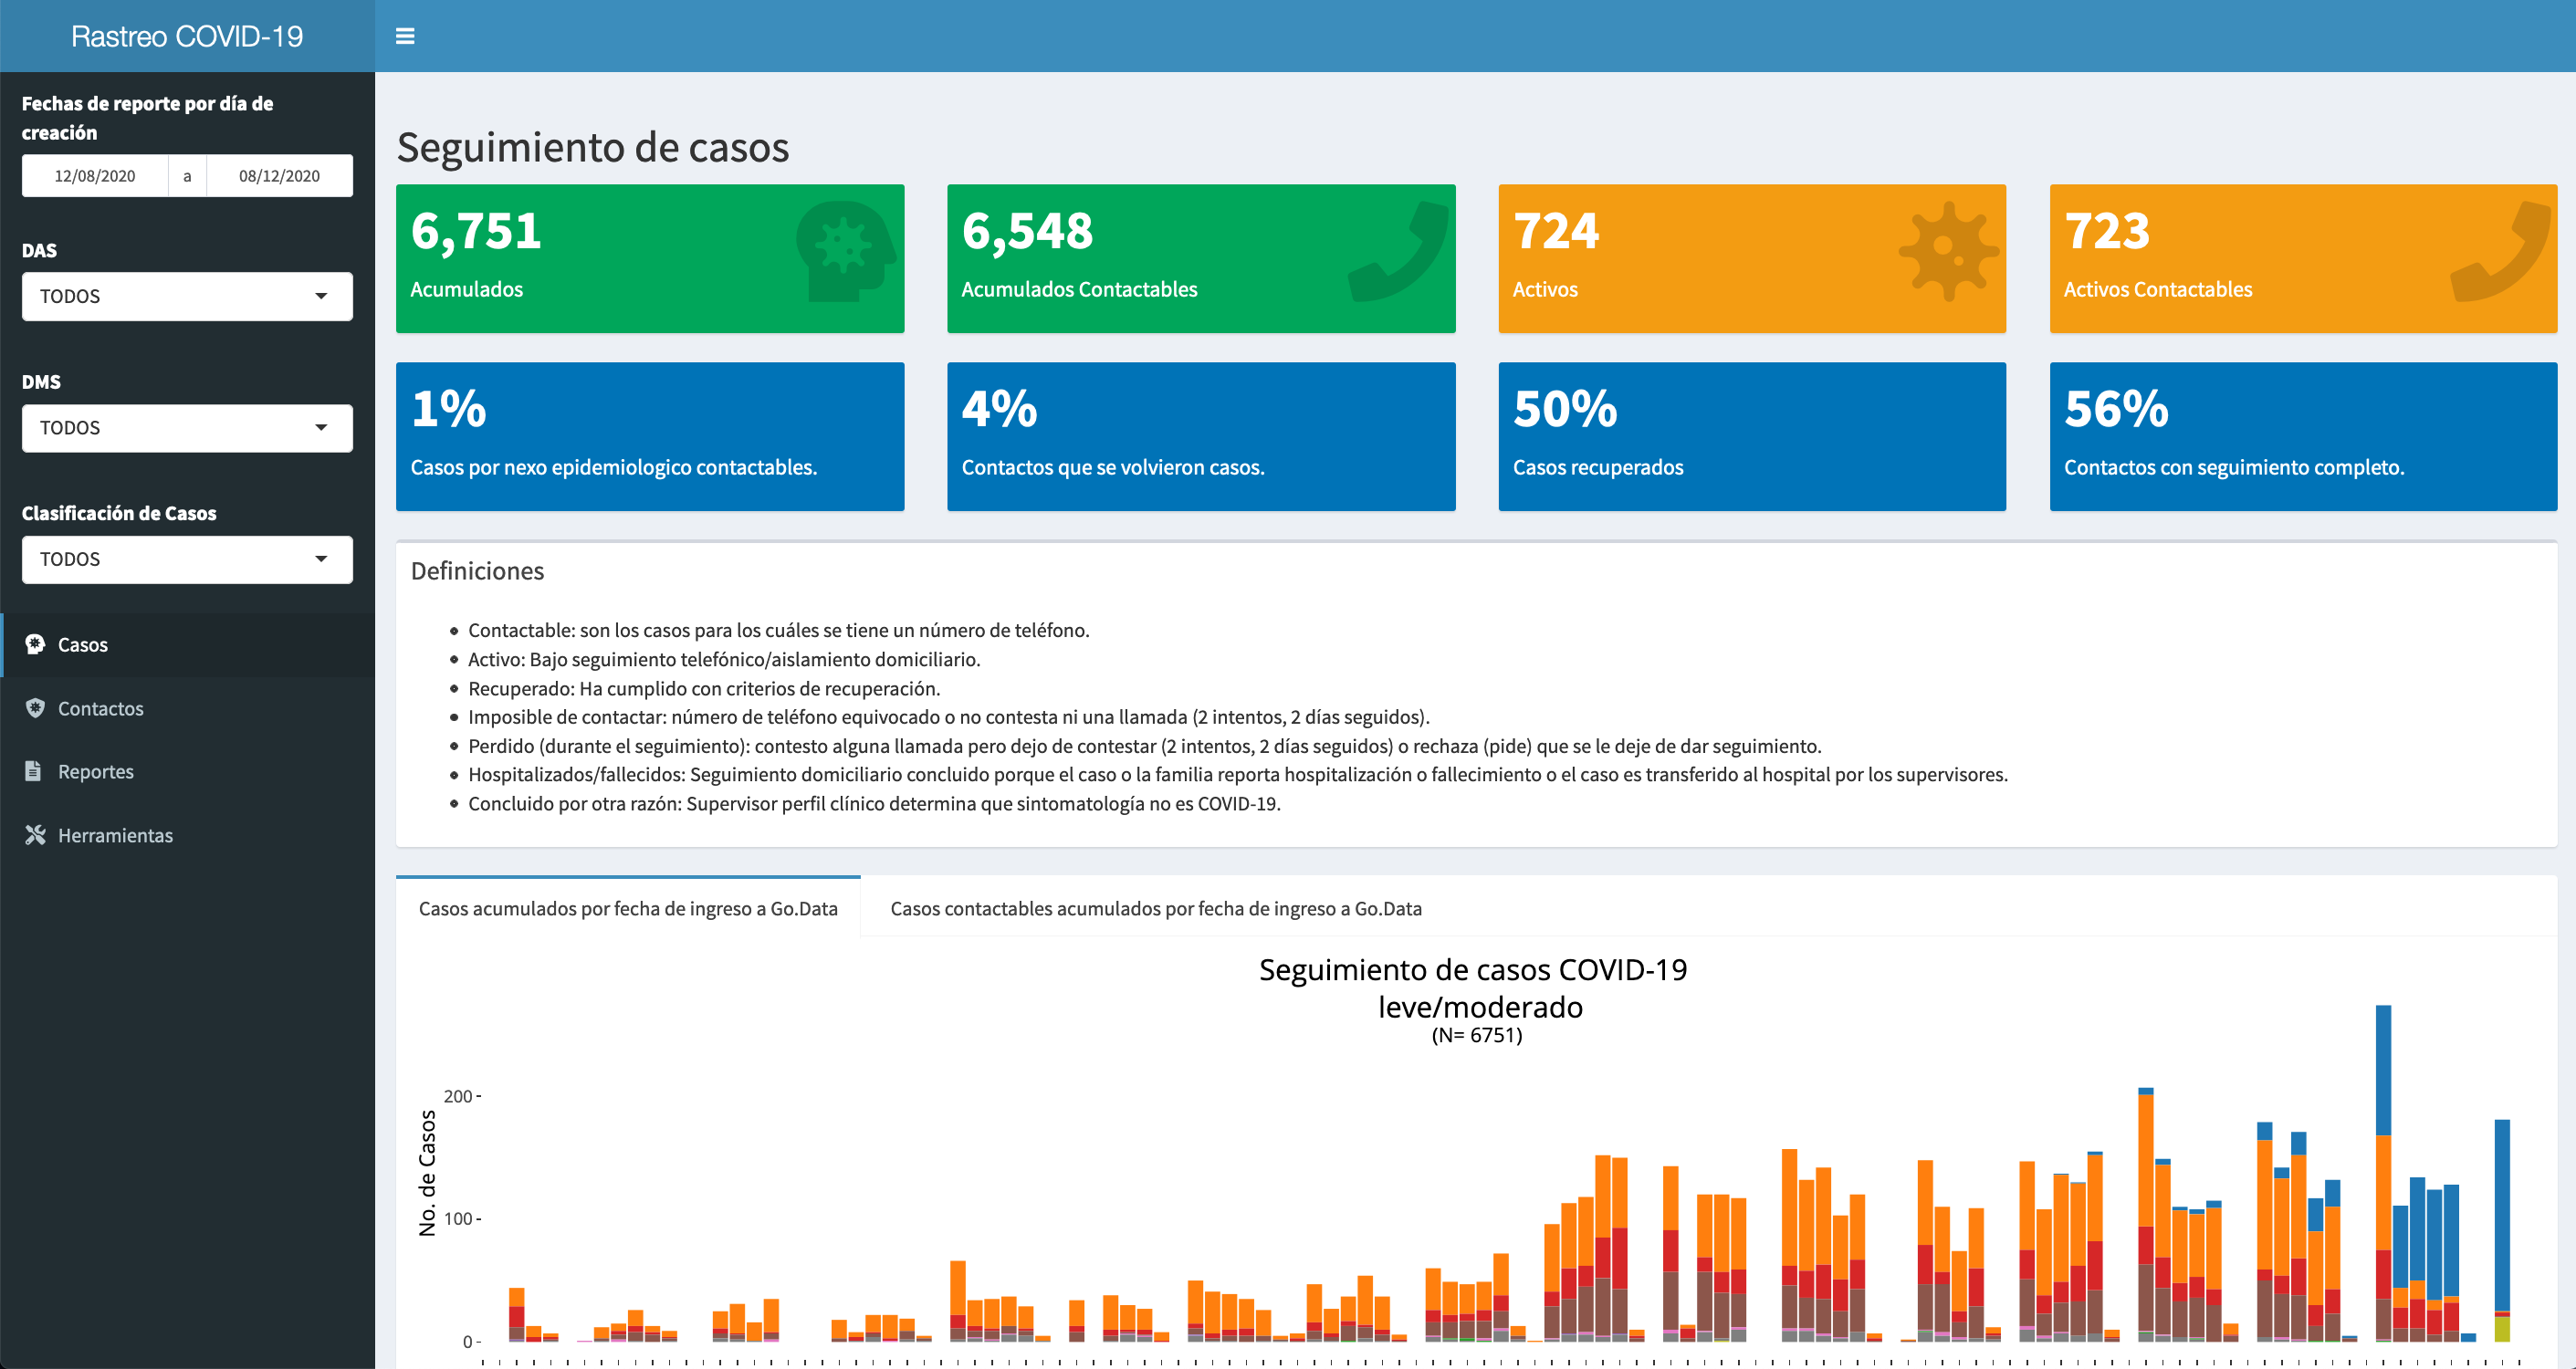 Rastreo COVID-19
Fechas de reporte por día de
creación
12/08/2020 a 08/12/2020
DAS
TODOS
DMS
TODOS
Clasificación de Casos
TODOS
Casos
Contactos
Reportes
Herramientas
Seguimiento de casos
6,751
Acumulados
6,548
Acumulados Contactables
724
Activos
723
Activos Contactables
1%
Casos por nexo epidemiologico contactables.
4%
Contactos que se volvieron casos.
50%
Casos recuperados
56%
Contactos con seguimiento completo.
Definiciones
• Contactable: son los casos para los cuáles se tiene un número de teléfono.
• Activo: Bajo seguimiento telefónico/aislamiento domiciliario.
• Recuperado: Ha cumplido con criterios de recuperación.
• Imposible de contactar: número de teléfono equivocado o no contesta ni una llamada (2 intentos, 2 días seguidos).
• Perdido (durante el seguimiento): contesto alguna llamada pero dejo de contestar (2 intentos, 2 días seguidos) o rechaza (pide) que se le deje de dar seguimiento.
• Hospitalizados/fallecidos: Seguimiento domiciliario concluido porque el caso o la familia reporta hospitalización o fallecimiento o el caso es transferido al hospital por los supervisores.
• Concluido por otra razón: Supervisor perfil clínico determina que sintomatología no es COVID-19.
Casos acumulados por fecha de ingreso a Go.Data
Casos contactables acumulados por fecha de ingreso a Go.Data
Seguimiento de casos COVID-19
leve/moderado
(N= 6751)
No. de Casos
200
100
0